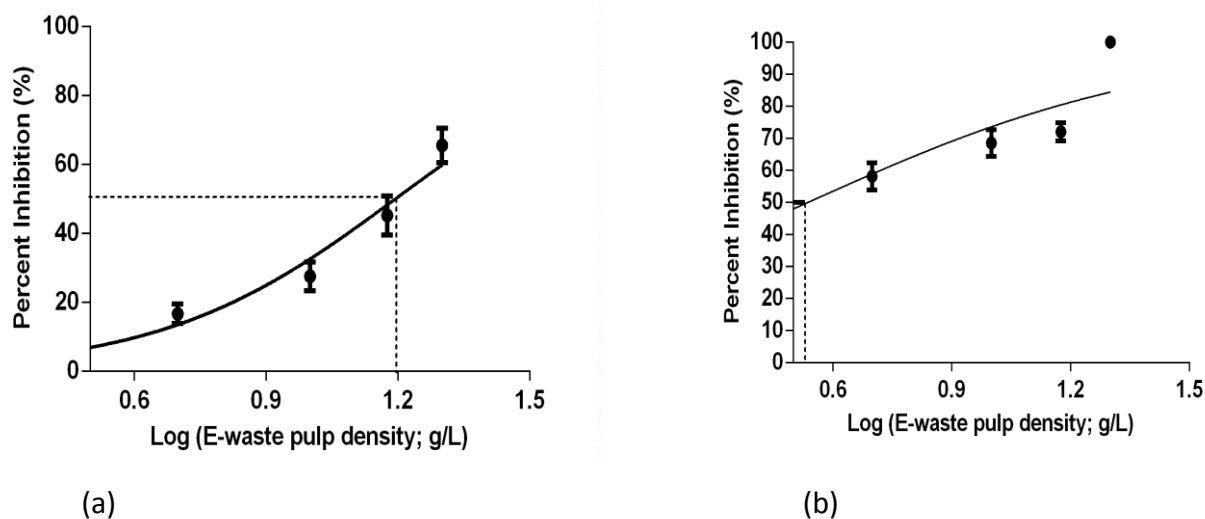 100
80
60
40
20
0
Percent Inhibition (%)
0.6 0.9 1.2 1.5
Log (E-waste pulp density; g/L)
(a)
100
90
80
70
60
50
40
30
20
10
0
Percent Inhibition (%)
0.6 0.9 1.2 1.5
Log (E-waste pulp density; g/L)
(b)